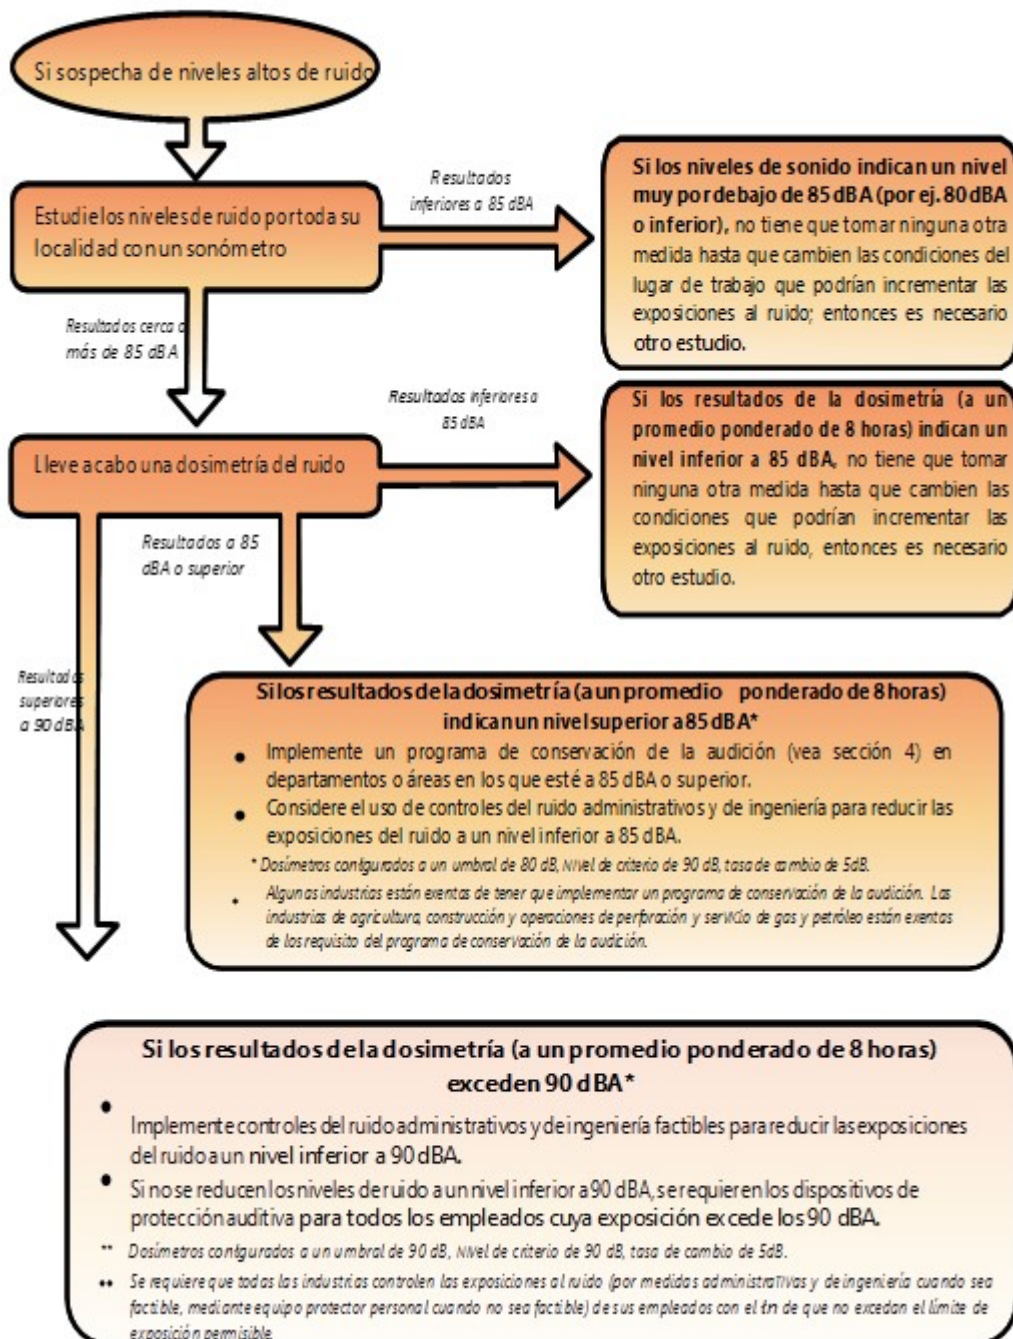 Si sospecha de niveles altos de ruido
Estudie los niveles de ruido por toda su
localidad con un sonómetro
Resultados
inferiores a 85 dBA
Si los niveles de sonido indican un nivel
muy por debajo de 85 dBA (por ej. 80 dBA
o inferior), no tiene que tomar ninguna otra
medida hasta que cambien las condiciones del
lugar de trabajo que podrían incrementar las
exposiciones al ruido; entonces es necesario
otro estudio.
Resultados cerca o
más de 85 dBA
Lleve a cabo una dosimetría del ruido
Resultados inferiores a
85 dBA
Si los resultados de la dosimetría (a un
promedio ponderado de 8 horas) indican un
nivel inferior a 85 dBA, no tiene que tomar
ninguna otra medida hasta que cambien las
condiciones que podrían incrementar las
exposiciones al ruido, entonces es necesario
otro estudio.
Resultados a 85
dBA o superior
Resultados
superiores
a 90 dBA
Si los resultados de la dosimetría (a un promedio ponderado de 8 horas)
indican un nivel superior a 85 dBA*
• Implemente un programa de conservación de la audición (vea sección 4) en
departamentos o áreas en los que esté a 85 dBA o superior.
• Considere el uso de controles del ruido administrativos y de ingeniería para reducir las
exposiciones del ruido a un nivel inferior a 85 dBA.
* Dosímetros configurados a un umbral de 80 dB, nivel de criterio de 90 dB, tasa de cambio de 5dB.
• Algunas industrias están exentas de tener que implementar un programa de conservación de la audición. Las
industrias de agricultura, construcción y operaciones de perforación y servicio de gas y petróleo están exentas
de los requisito del programa de conservación de la audición.
Si los resultados de la dosimetría (a un promedio ponderado de 8 horas)
exceden 90 dBA*
• Implemente controles del ruido administrativos y de ingeniería factibles para reducir las exposiciones
del ruido a un nivel inferior a 90 dBA.
• Si no se reducen los niveles de ruido a un nivel inferior a 90 dBA, se requieren los dispositivos de
protección auditiva para todos los empleados cuya exposición excede los 90 dBA.
** Dosímetros configurados a un umbral de 90 dB, nivel de criterio de 90 dB, tasa de cambio de 5dB.
•• Se requiere que todas las industrias controlen las exposiciones al ruido (por medidas administrativas y de ingeniería cuando sea
factible, mediante equipo protector personal cuando no sea factible) de sus empleados con el fin de que no excedan el límite de
exposición permisible.